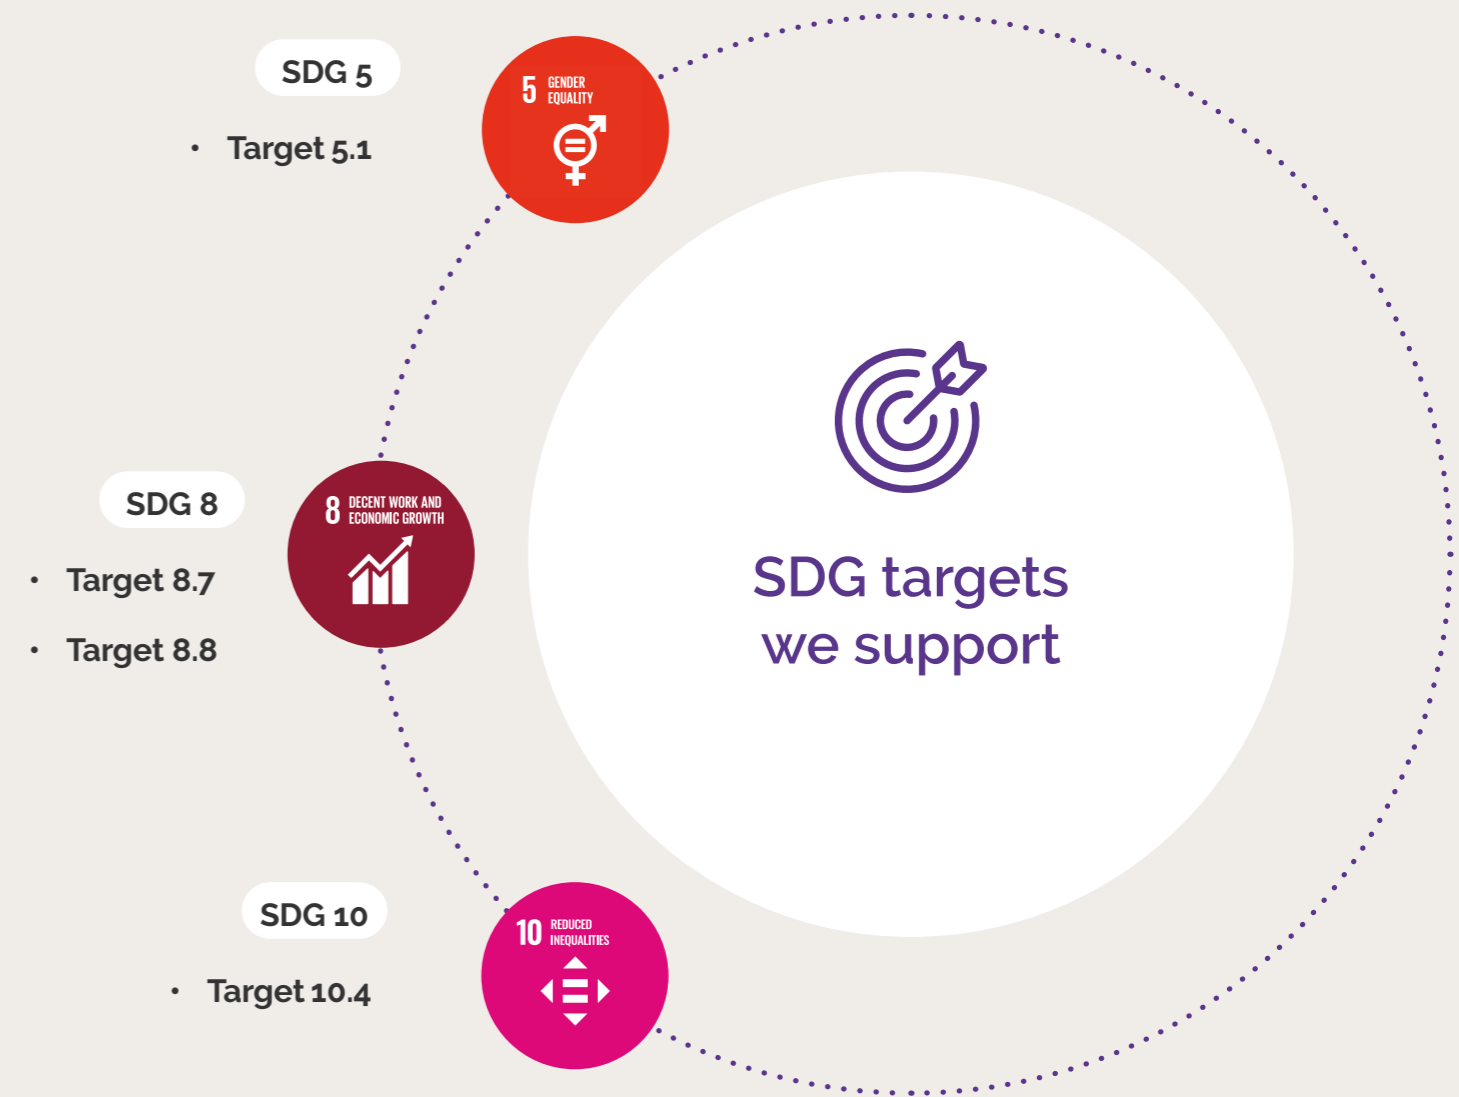 SDG 5
• Target 5.1
5 GENDER
EQUALITY
SDG 8
• Target 8.7
• Target 8.8
8 DECENT WORK AND
ECONOMIC GROWTH
SDG targets
we support
SDG 10
• Target 10.4
10 REDUCED
INEQUALITIES